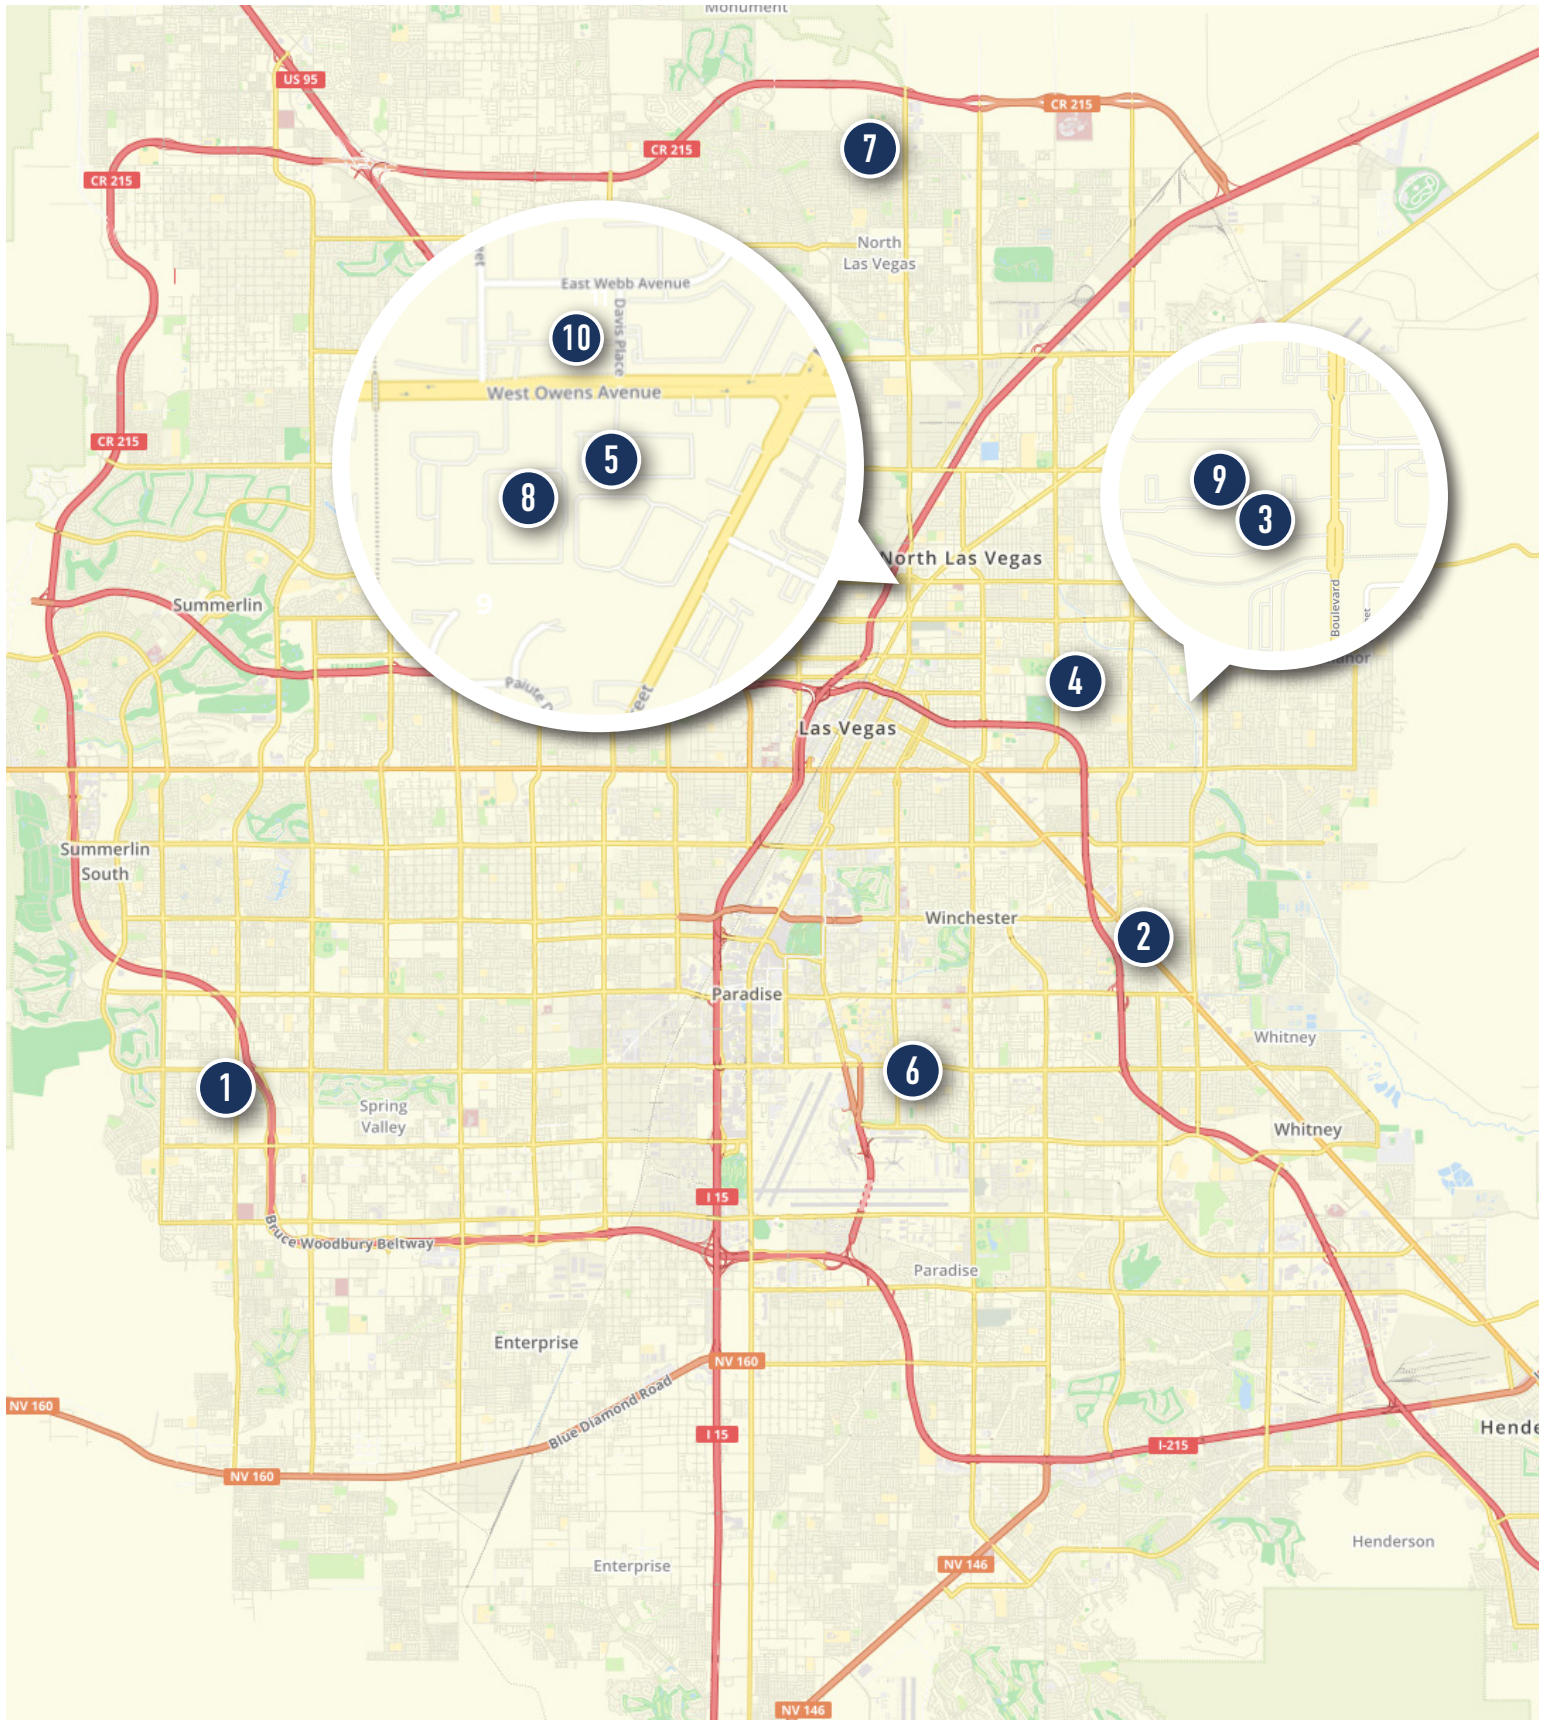 Monument
US 95
CR 215
CR 215
7
CR 215
North
Las Vegas
East Webb Avenue
Davis Place
10
West Owens Avenue
5
8
9
9
3
Boulevard
CR 215
North Las Vegas
Summerlin
4
Las Vegas
Summerlin
South
Winchester
2
Paradise
Whitney
6
1
Spring
Valley
Whitney
I 15
Bruce Woodbury Beltway
Paradise
Enterprise
NV 160
Blue Diamond Road
NV 160
I 15
Hende
I-215
NV 160
Henderson
NV 146
Enterprise
NV 146